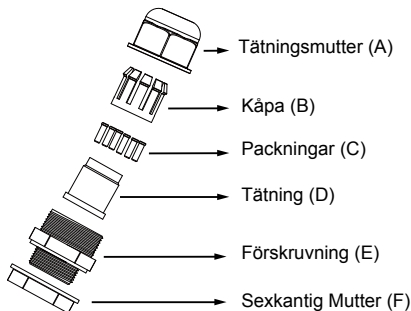 Tätningsmutter (A)
Kåpa (B)
Packningar (C)
Tätning (D)
Förskruvning (E)
Sexkantig Mutter (F)